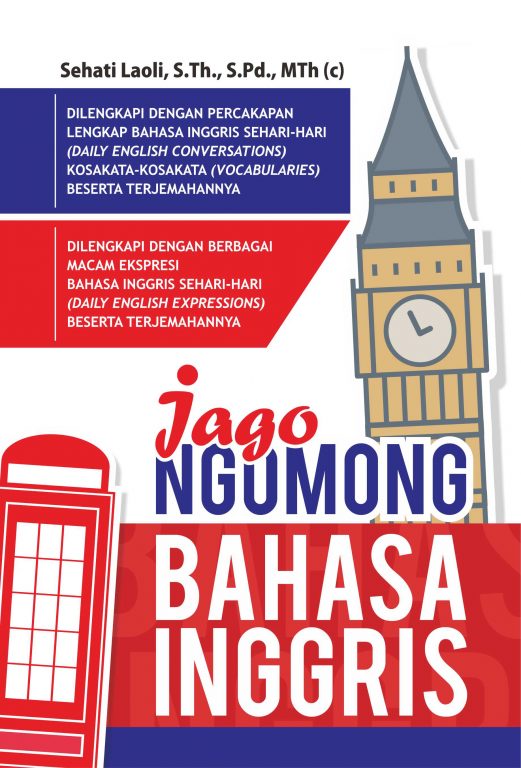 Sehati Laoli, S.Th., S.Pd., MTh (c)
DILENGKAPI DENGAN PERCAKAPAN
LENGKAP BAHASA INGGRIS SEHARI-HARI
(DAILY ENGLISH CONVERSATIONS)
KOSAKATA-KOSAKATA (VOCABULARIES)
BESERTA TERJEMAHANNYA
DILENGKAPI DENGAN BERBAGAI
MACAM EKSPRESI
BAHASA INGGRIS SEHARI-HARI
(DAILY ENGLISH EXPRESSIONS)
BESERTA TERJEMAHANNYA
jago
NGOMONG
BAHASA
INGGRIS